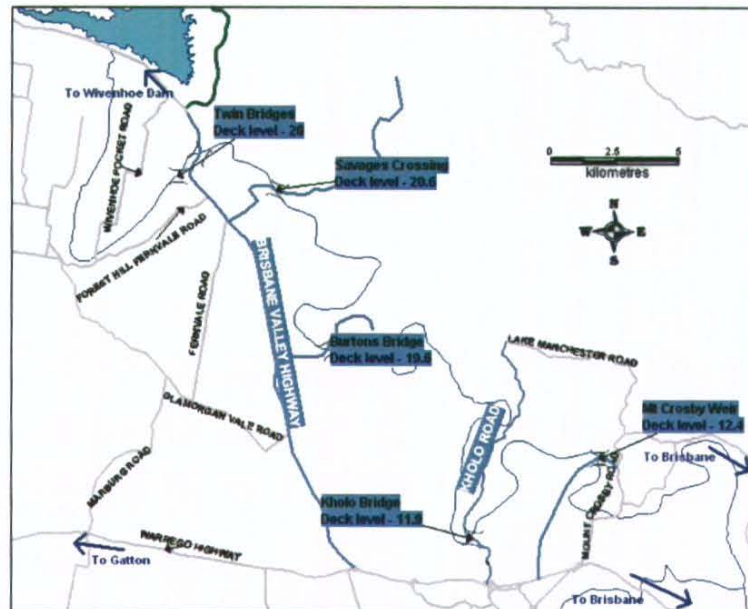 To Wivenhoe Dam
Twin Bridges
Deck level - 20
WIVENHOE POCKET ROAD
Savages Crossing
Deck level - 20.6
2.5 0 5
kilometres
N
W E
S
FOREST HILL FERNVALE ROAD
FERNVALE ROAD
BRISBANE VALLEY HIGHWAY
Burtons Bridge
Deck level - 19.6
LAKE MANCHESTER ROAD
GLAMORGAN VALE ROAD
Mt Crosby Weir
Deck level - 12.4
To Brisbane
KHOLO ROAD
MARBURG ROAD
Kholo Bridge
Deck level - 11.9
MOUNT CROSBY ROAD
WARREGO HIGHWAY
To Gatton
To Brisbane